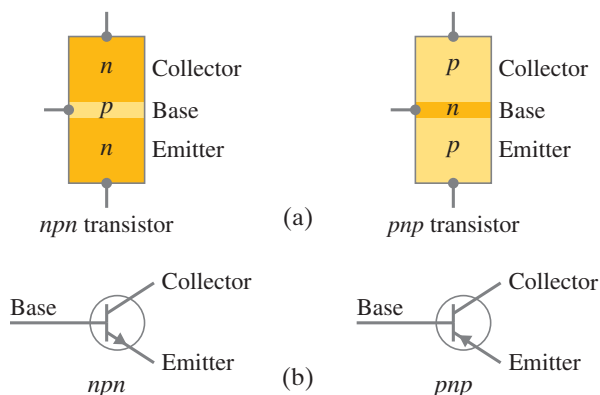 n
Collector
p
Base
n
Emitter
npn transistor
p
Collector
n
Base
p
Emitter
pnp transistor
(a)
Collector
Base
Emitter
npn
Collector
Base
Emitter
pnp
(b)